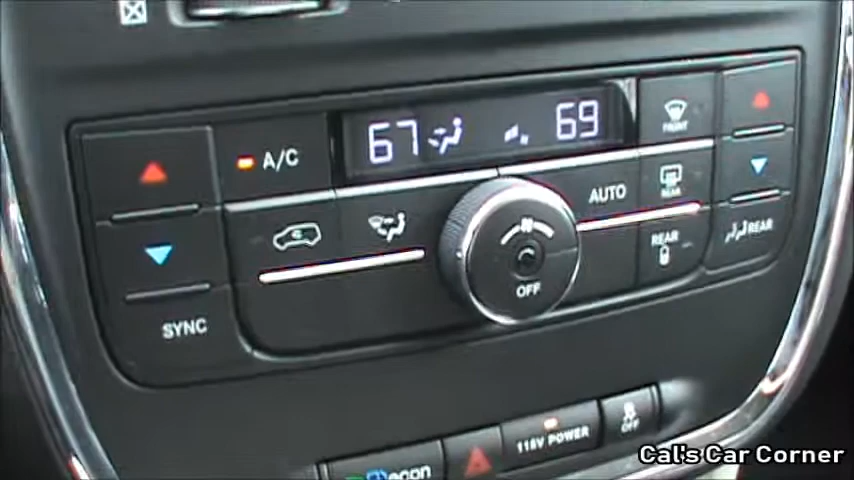 67
69
FRONT
A/C
AUTO
REAR
REAR
REAR
OFF
SYNC
econ
115V POWER
OFF
Cal's Car Corner